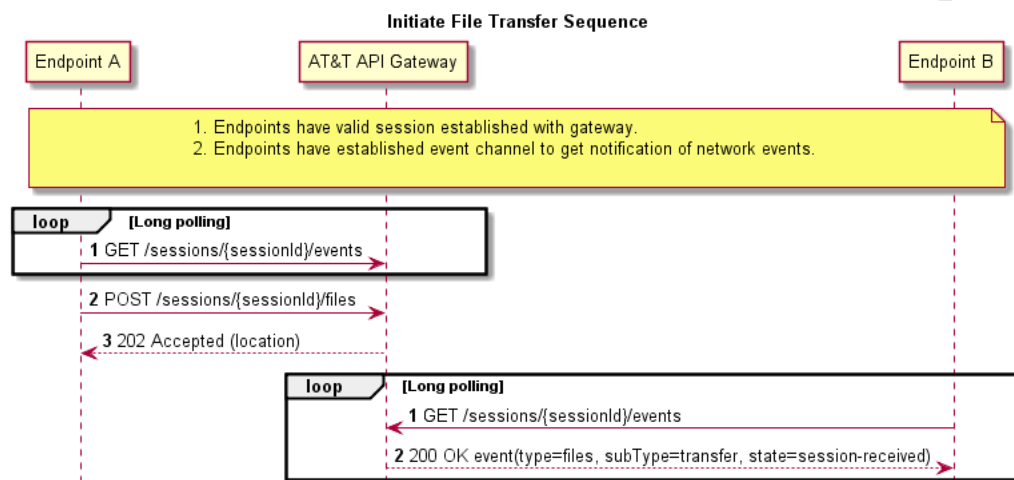 Initiate File Transfer Sequence
Endpoint A
AT&T API Gateway
Endpoint B
1. Endpoints have valid session established with gateway.
2. Endpoints have established event channel to get notification of network events.
loop [Long polling]
1 GET /sessions/{sessionId}/events
2 POST /sessions/{sessionId}/files
3 202 Accepted (location)
loop [Long polling]
1 GET /sessions/{sessionId}/events
2 200 OK event(type=files, subType=transfer, state=session-received)